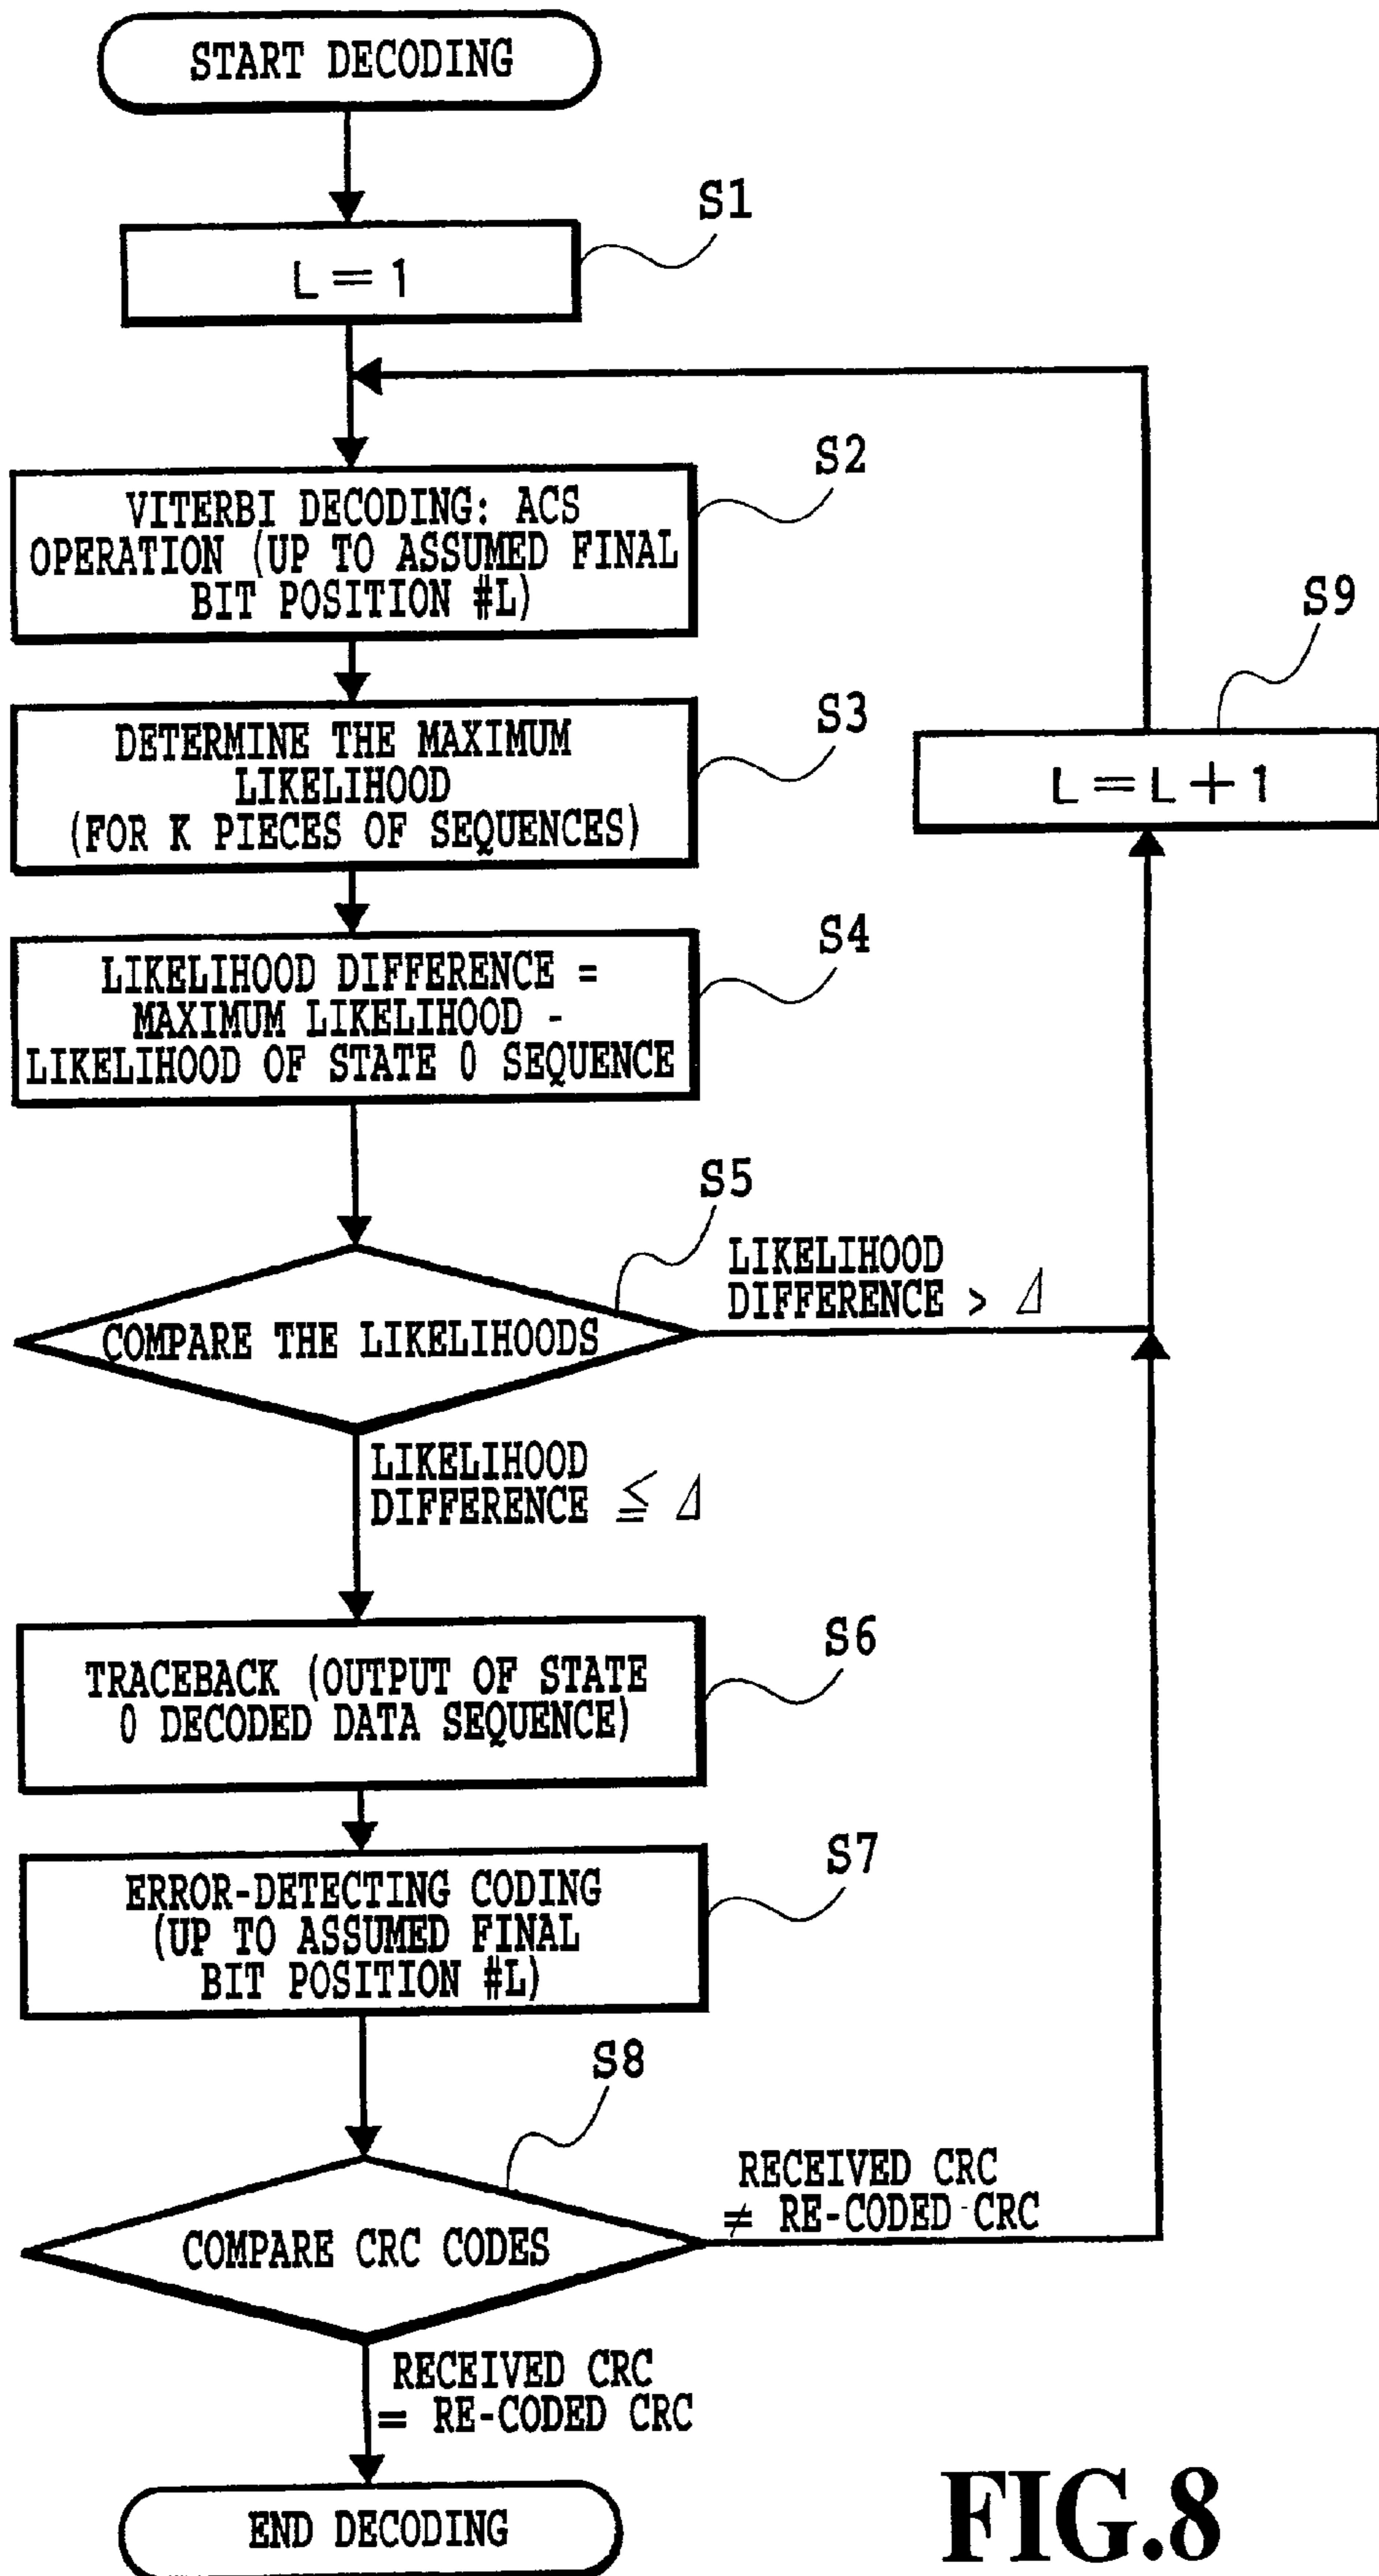 START DECODING
S1
L=1
S2
VITERBI DECODING: ACS
OPERATION (UP TO ASSUMED FINAL
BIT POSITION #L)
S9
L=L+1
S3
DETERMINE THE MAXIMUM
LIKELIHOOD
(FOR K PIECES OF SEQUENCES)
S4
LIKELIHOOD DIFFERENCE =
MAXIMUM LIKELIHOOD -
LIKELIHOOD OF STATE 0 SEQUENCE
S5
COMPARE THE LIKELIHOODS
LIKELIHOOD
DIFFERENCE > Δ
LIKELIHOOD
DIFFERENCE ≦ Δ
S6
TRACEBACK (OUTPUT OF STATE
0 DECODED DATA SEQUENCE)
S7
ERROR-DETECTING CODING
(UP TO ASSUMED FINAL
BIT POSITION #L)
S8
COMPARE CRC CODES
RECEIVED CRC
≠ RE-CODED CRC
RECEIVED CRC
= RE-CODED CRC
END DECODING
FIG.8